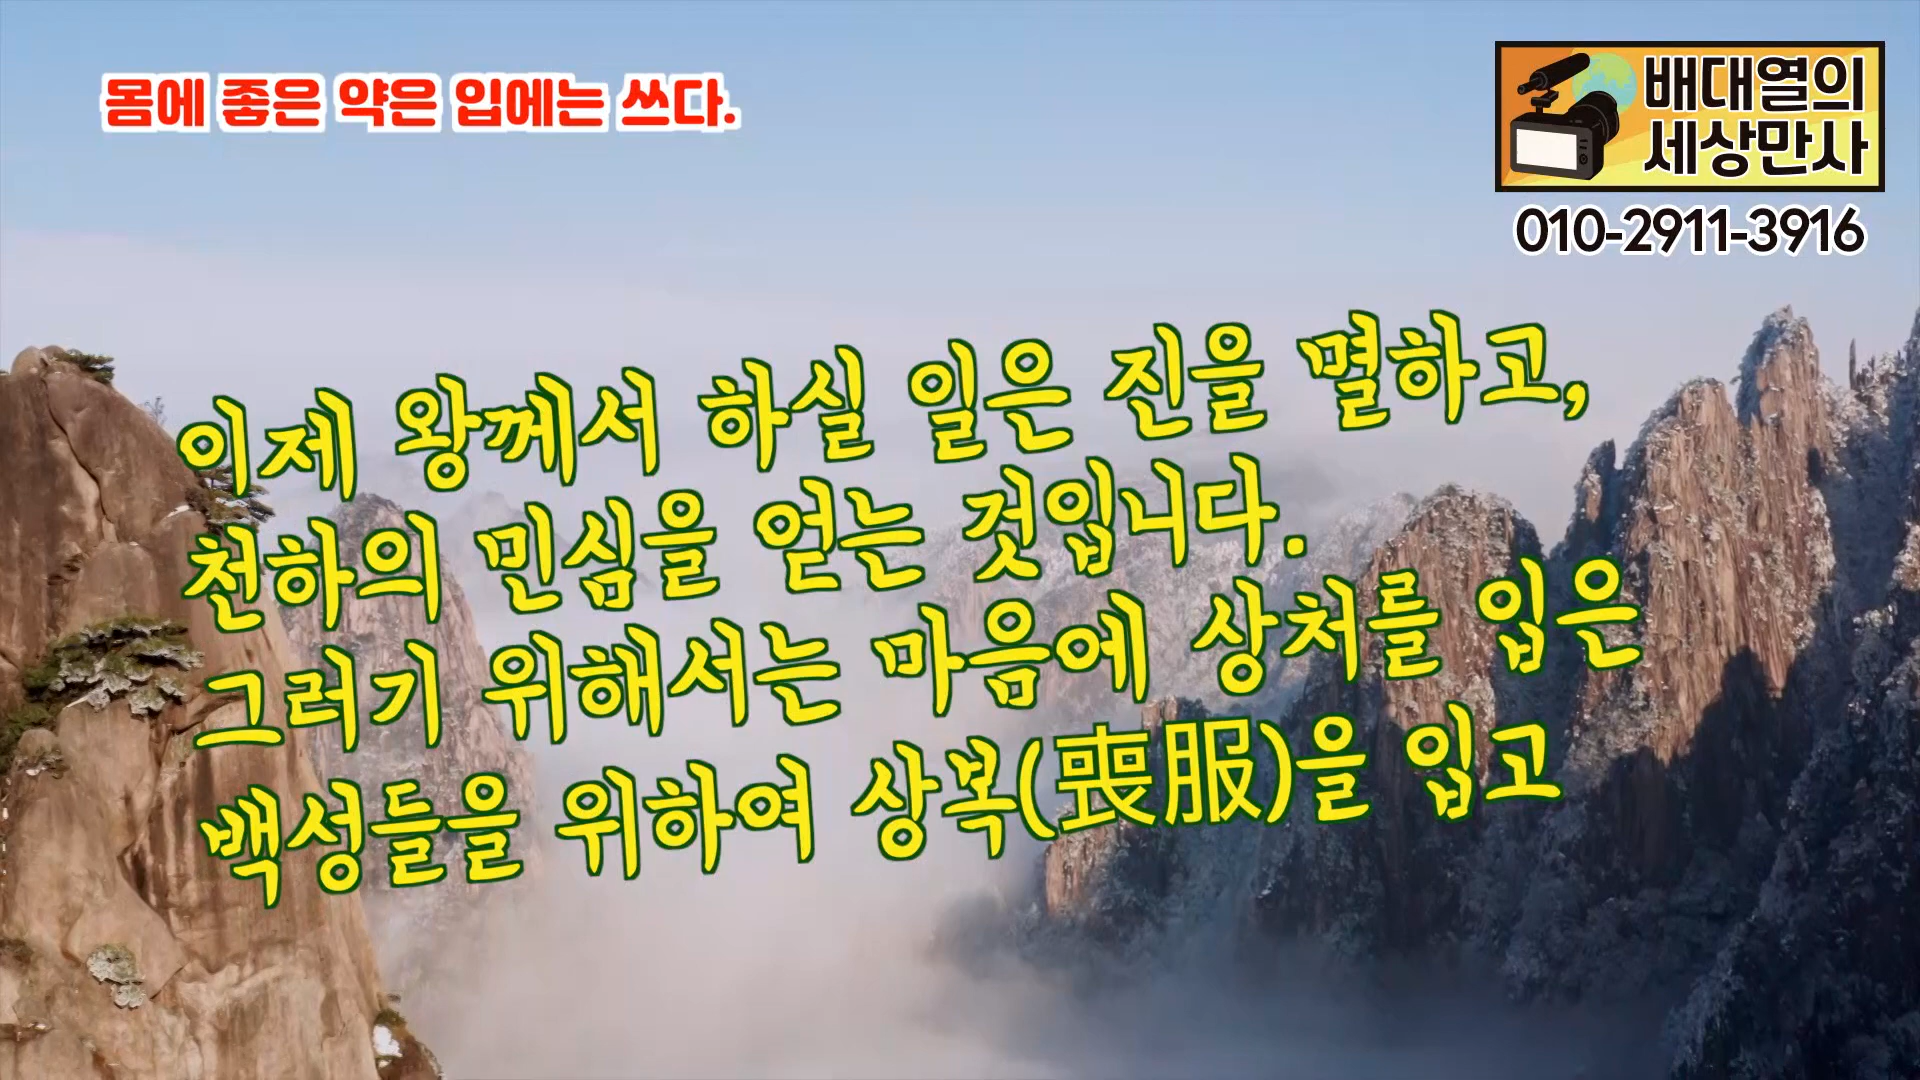 몸에 좋은 약은 입에는 쓰다.
배대열의
세상만사
010-2911-3916
이제 왕께서 하실 일은 진을 멸하고,
천하의 민심을 얻는 것입니다.
그러기 위해서는 마음에 상처를 입은
백성들을 위하여 상복(喪服)을 입고